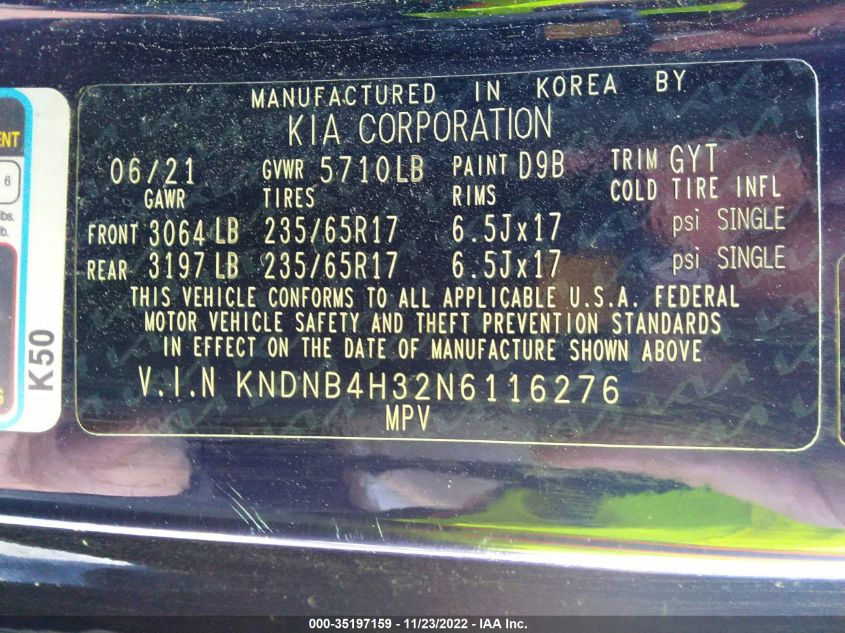 MANUFACTURED IN KOREA BY
KIA CORPORATION
06/21 GVWR 5710LB PAINT D9B TRIM GYT
GAWR TIRES RIMS COLD TIRE INFL
FRONT 3064 LB 235/65R17 6.5Jx17 psi SINGLE
REAR 3197 LB 235/65R17 6.5Jx17 psi SINGLE
THIS VEHICLE CONFORMS TO ALL APPLICABLE U.S.A. FEDERAL
MOTOR VEHICLE SAFETY AND THEFT PREVENTION STANDARDS
IN EFFECT ON THE DATE OF MANUFACTURE SHOWN ABOVE
V.I.N KNDNB4H32N6116276
MPV
ENT
6
lbs.
b.
K50
000-35197159 - 11/23/2022 - IAA Inc.